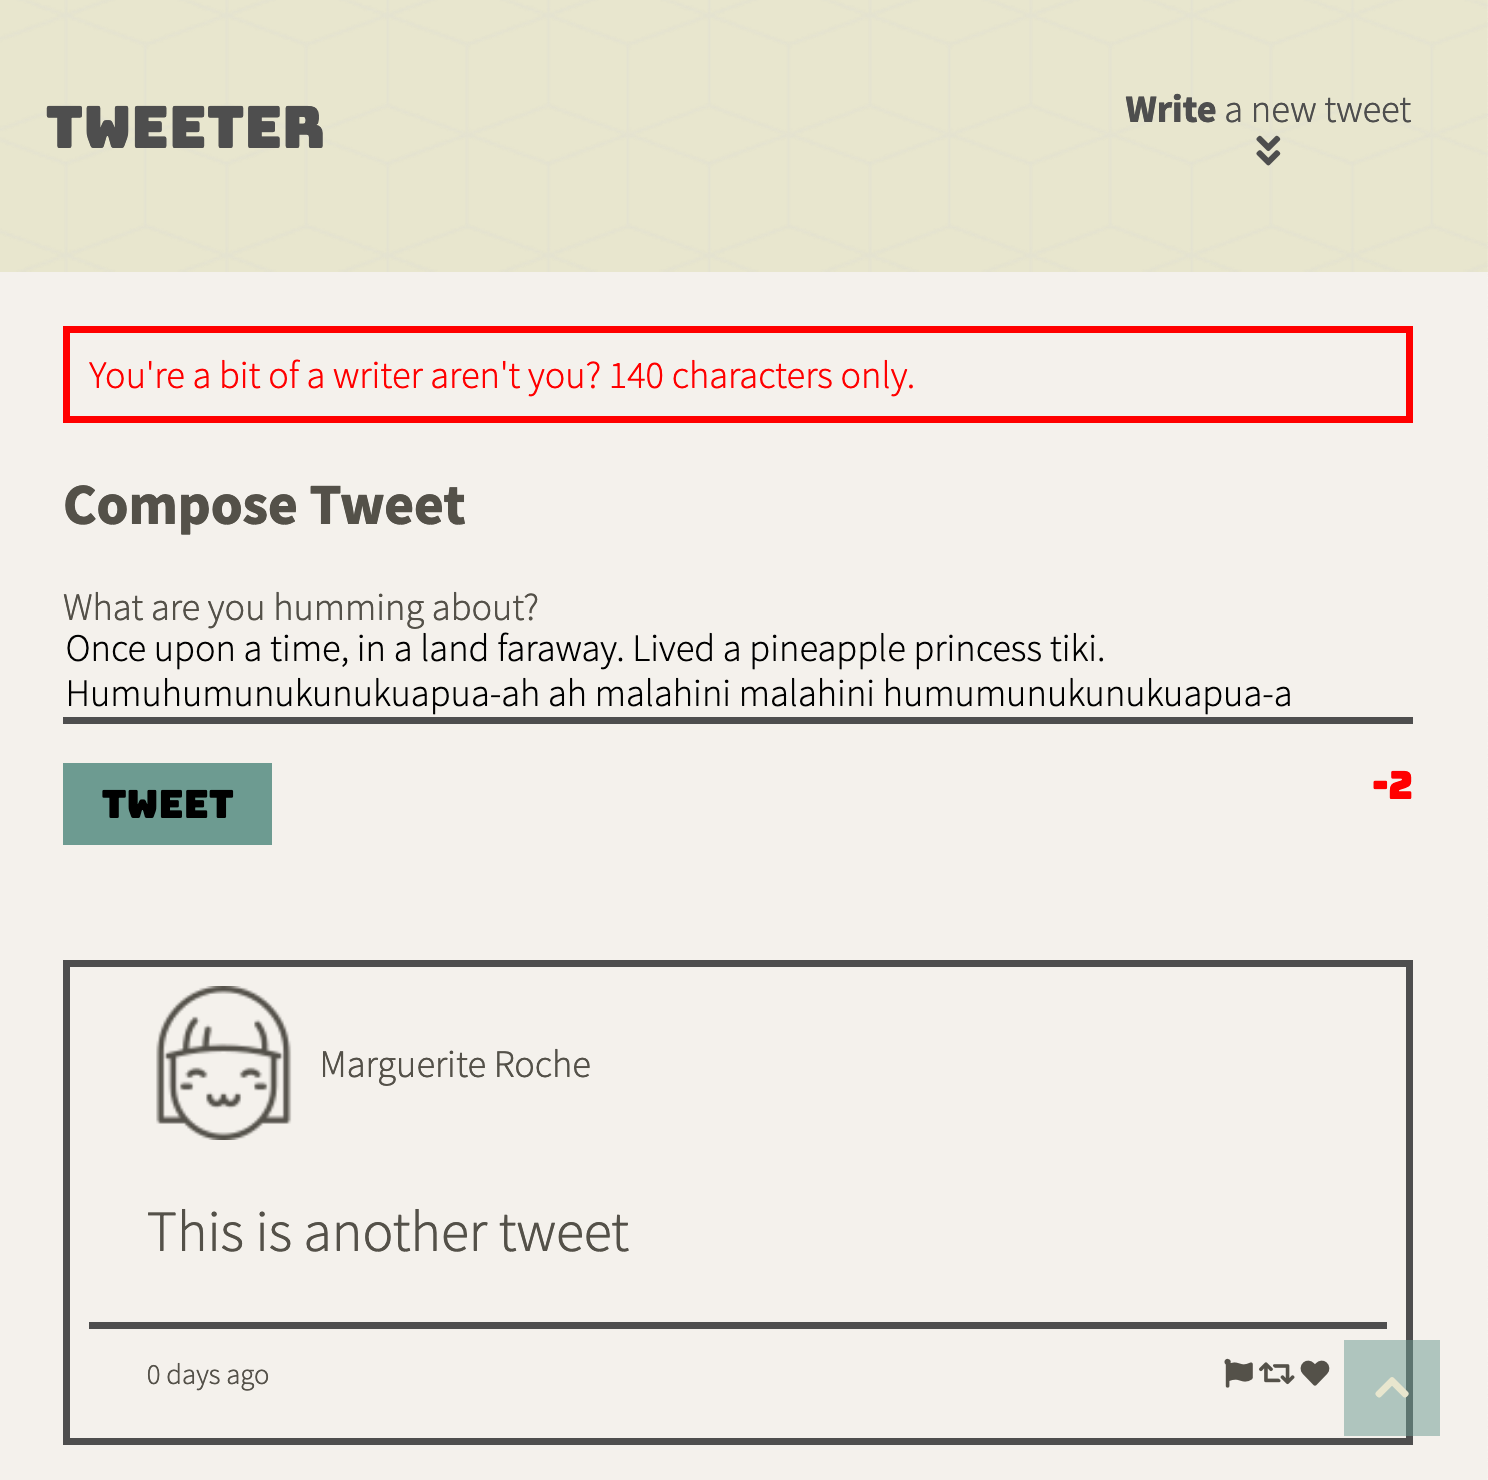 TWEETER
Write a new tweet
You're a bit of a writer aren't you? 140 characters only.
Compose Tweet
What are you humming about?
Once upon a time, in a land faraway. Lived a pineapple princess tiki.
Humuhumunukunukuapua-ah ah malahini malahini humumunukunukuapua-a
TWEET
-2
Marguerite Roche
This is another tweet
0 days ago